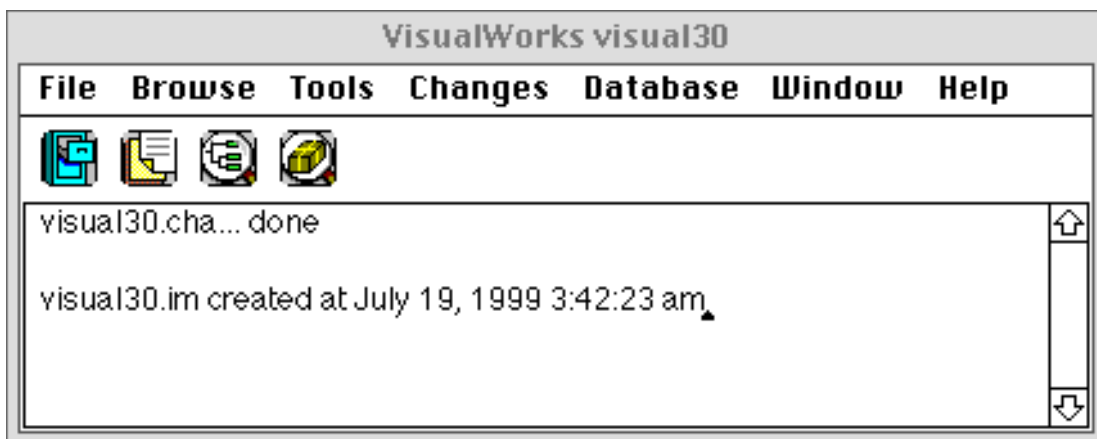 VisualWorks visual30
File Browse Tools Changes Database Window Help
visual30.cha... done
visual30.im created at July 19, 1999 3:42:23 am